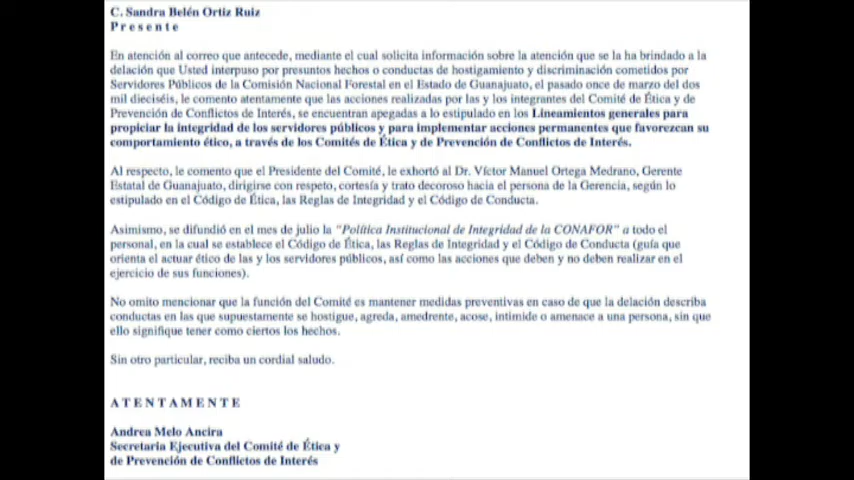 C. Sandra Belén Ortiz Ruiz
P r e s e n t e
En atención al correo que antecede, mediante el cual solicita información sobre la atención que se la ha brindado a la
delación que Usted interpuso por presuntos hechos o conductas de hostigamiento y discriminación cometidos por
Servidores Públicos de la Comisión Nacional Forestal en el Estado de Guanajuato, el pasado once de marzo del dos
mil dieciséis, le comento atentamente que las acciones realizadas por las y los integrantes del Comité de Ética y de
Prevención de Conflictos de Interés, se encuentran apegadas a lo estipulado en los Lineamientos generales para
propiciar la integridad de los servidores públicos y para implementar acciones permanentes que favorezcan su
comportamiento ético, a través de los Comités de Ética y de Prevención de Conflictos de Interés.
Al respecto, le comento que el Presidente del Comité, le exhortó al Dr. Víctor Manuel Ortega Medrano, Gerente
Estatal de Guanajuato, dirigirse con respeto, cortesía y trato decoroso hacia el persona de la Gerencia, según lo
estipulado en el Código de Ética, las Reglas de Integridad y el Código de Conducta.
Asimismo, se difundió en el mes de julio la "Política Institucional de Integridad de la CONAFOR" a todo el
personal, en la cual se establece el Código de Ética, las Reglas de Integridad y el Código de Conducta (guía que
orienta el actuar ético de las y los servidores públicos, así como las acciones que deben y no deben realizar en el
ejercicio de sus funciones).
No omito mencionar que la función del Comité es mantener medidas preventivas en caso de que la delación describa
conductas en las que supuestamente se hostigue, agreda, amedrente, acose, intimide o amenace a una persona, sin que
ello signifique tener como ciertos los hechos.
Sin otro particular, reciba un cordial saludo.
A T E N T A M E N T E
Andrea Melo Ancira
Secretaria Ejecutiva del Comité de Ética y
de Prevención de Conflictos de Interés